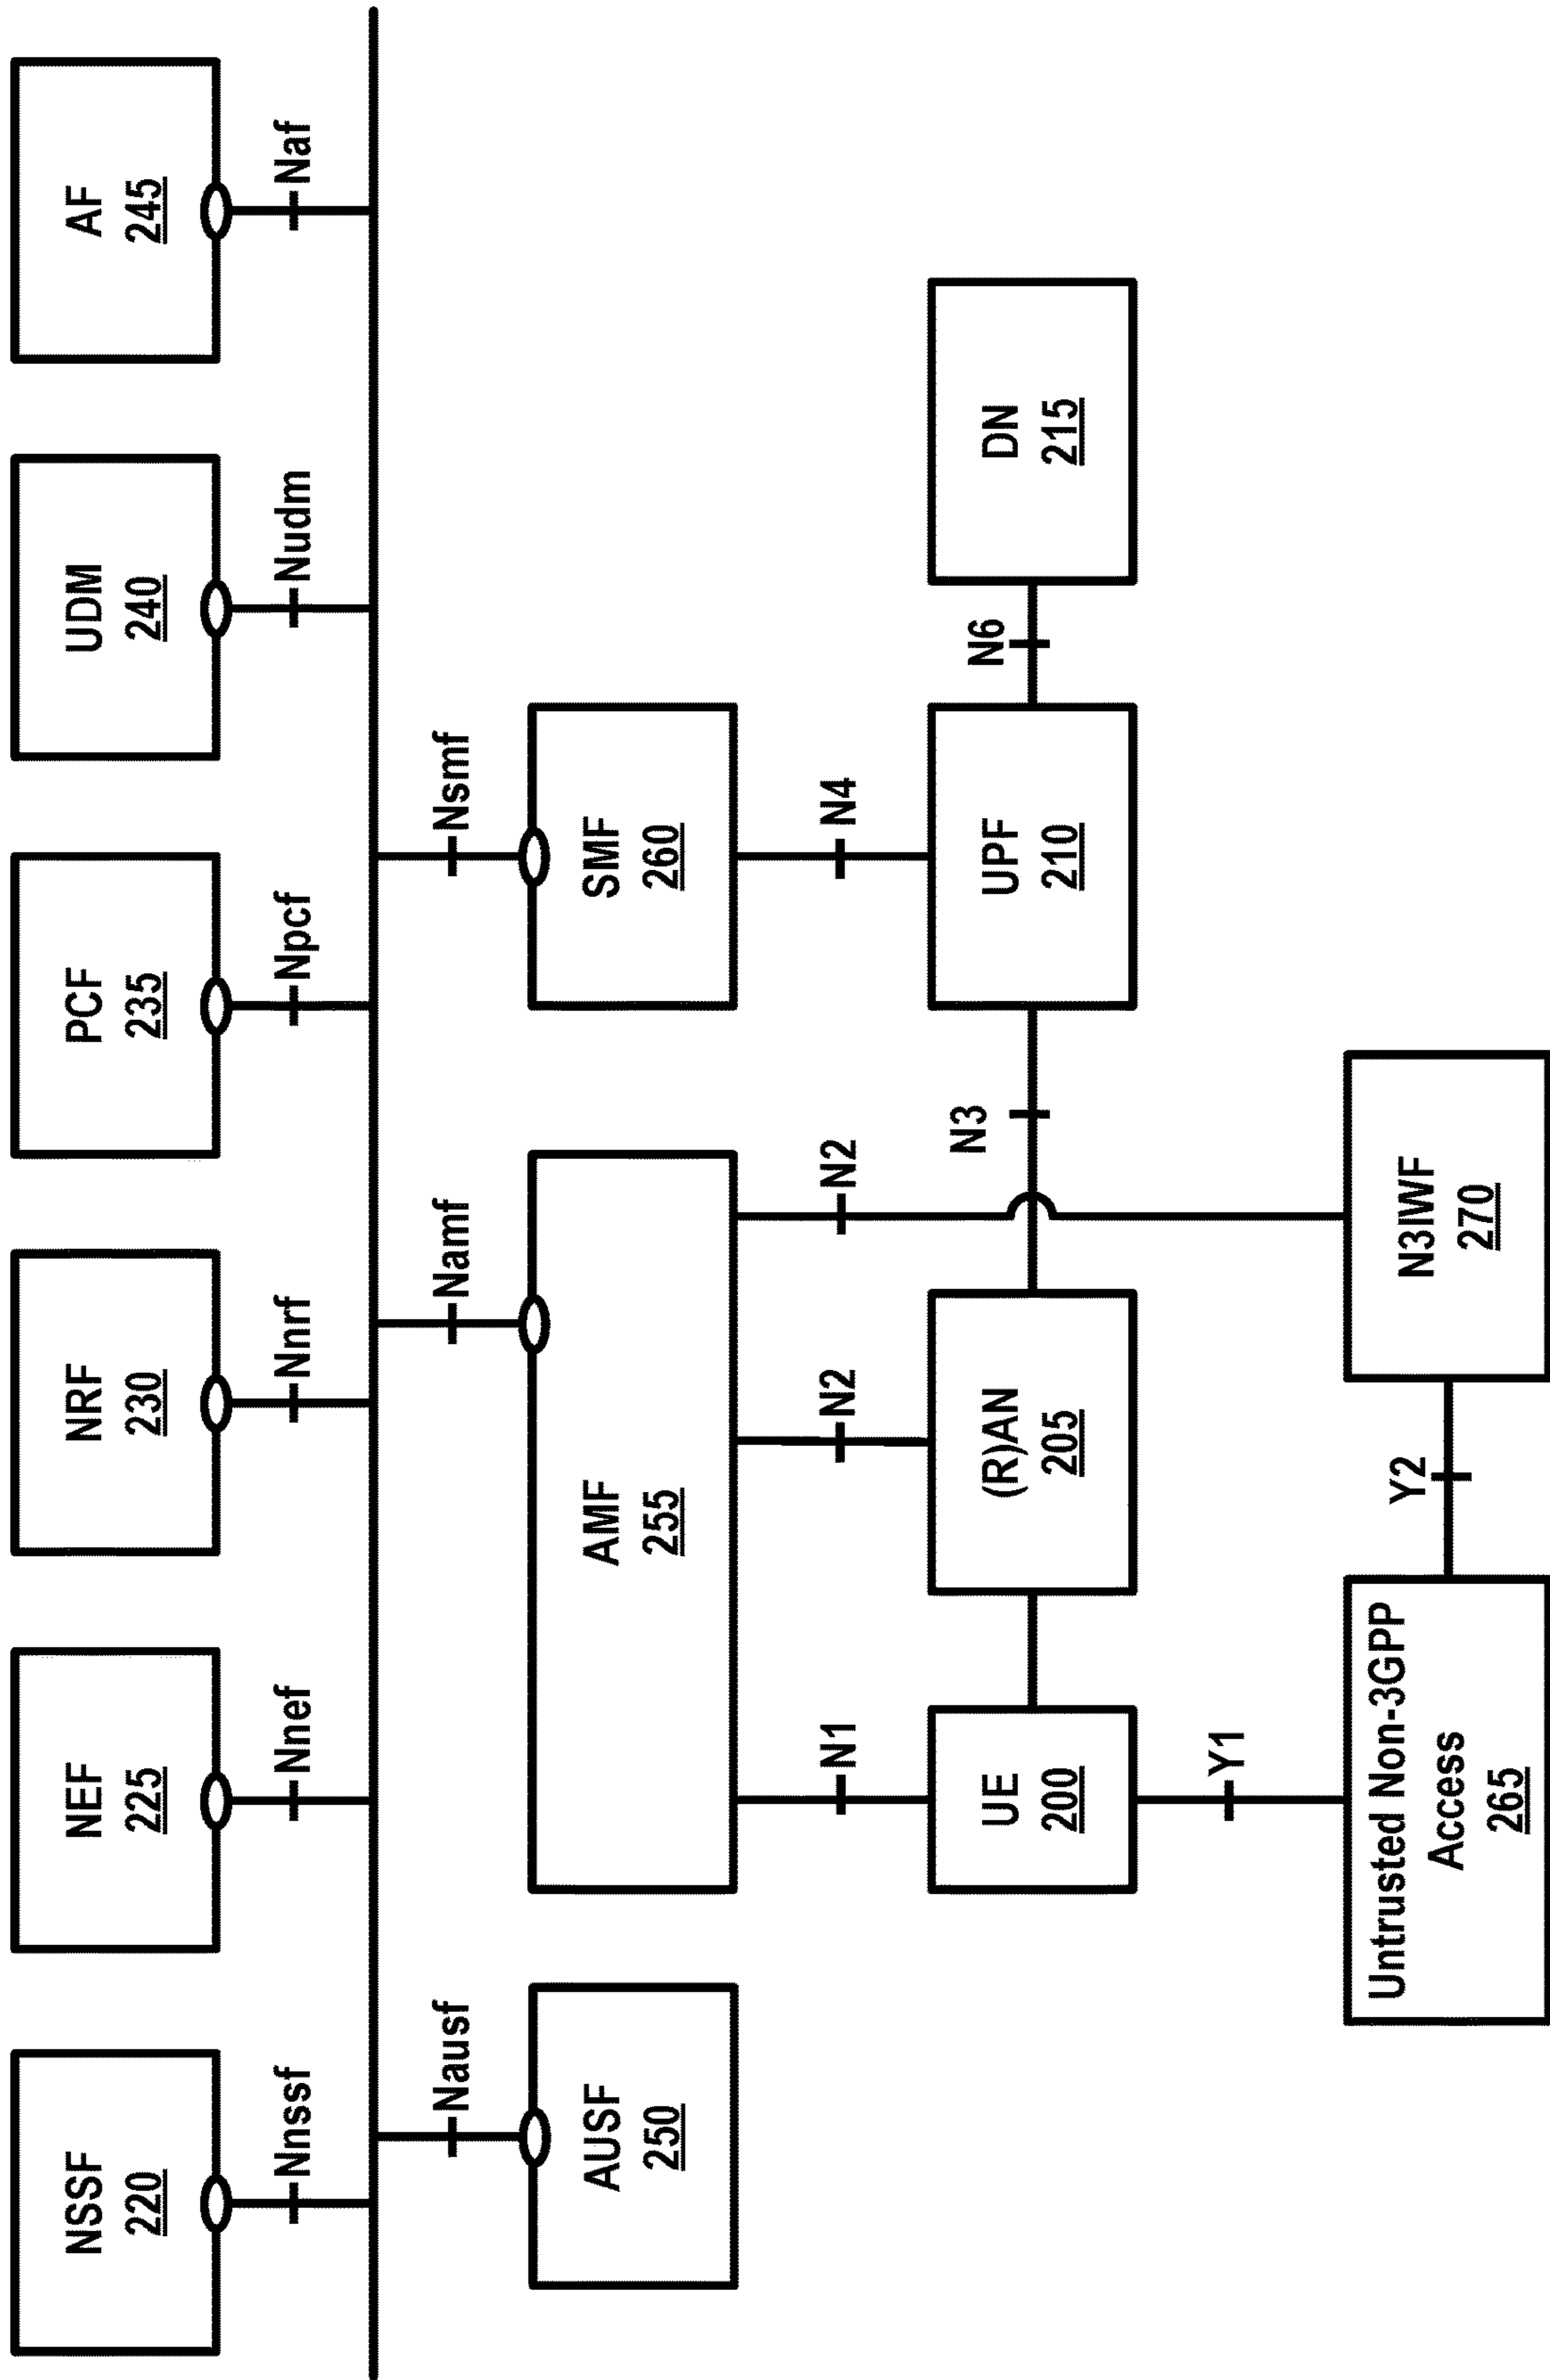 NSSF
220
NEF
225
NRF
230
PCF
235
UDM
240
AF
245
Nnssf
Nnef
Nnrf
Npcf
Nudm
Naf
Nausf
Namf
Nsmf
AUSF
250
AMF
255
SMF
260
N1
N2
N2
N4
UE
200
(R)AN
205
N3
UPF
210
N6
DN
215
Y1
Untrusted Non-3GPP
Access
265
Y2
N3IWF
270